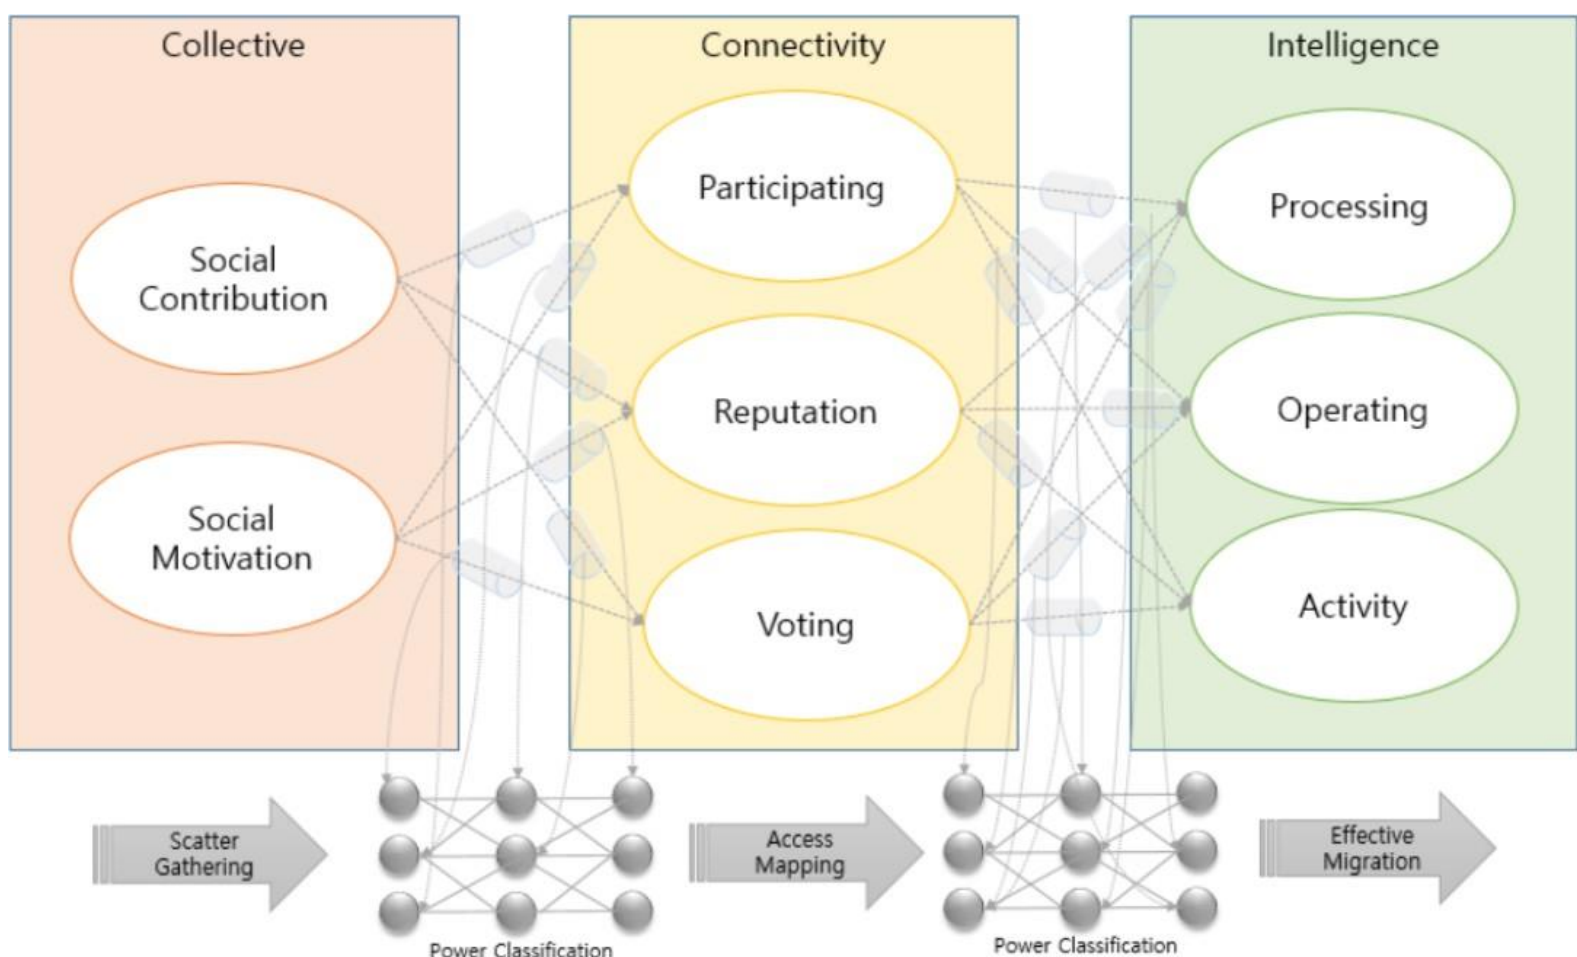 Collective
Social
Contribution
Social
Motivation
Connectivity
Participating
Reputation
Voting
Intelligence
Processing
Operating
Activity
Scatter
Gathering
Power Classification
Access
Mapping
Power Classification
Effective
Migration